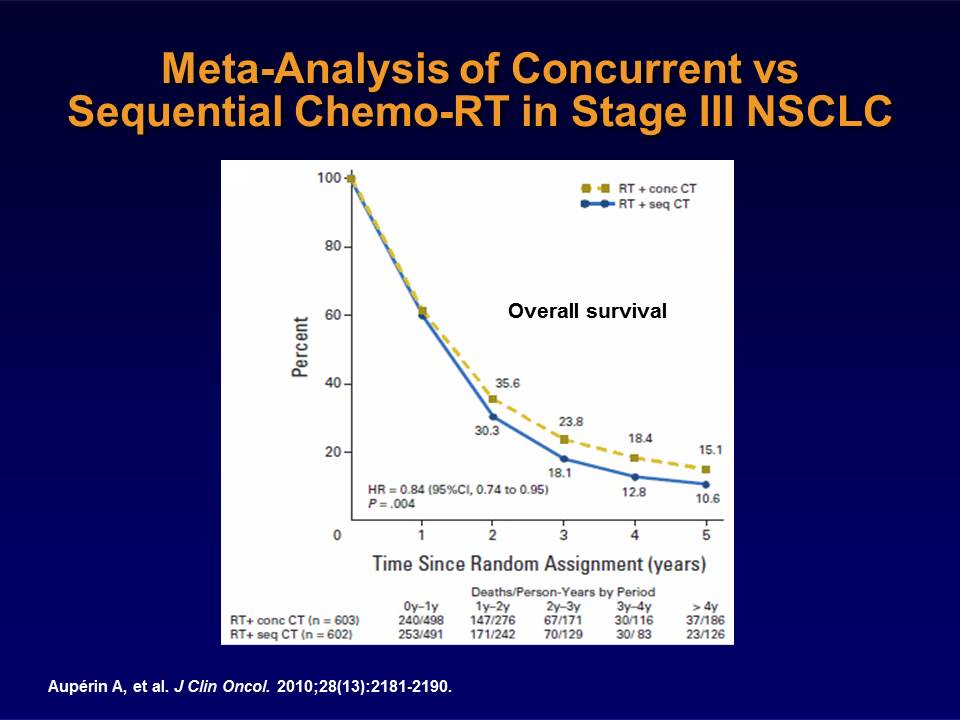 Meta-Analysis of Concurrent vs
Sequential Chemo-RT in Stage III NSCLC
100
80
60
40
20
0
1
2
3
4
5
Percent
RT + conc CT
RT + seq CT
Overall survival
35.6
30.3
23.8
18.1
18.4
12.8
15.1
10.6
HR = 0.84 (95%CI, 0.74 to 0.95)
P = .004
Time Since Random Assignment (years)
Deaths/Person-Years by Period
0y–1y 1y–2y 2y–3y 3y–4y > 4y
RT+ conc CT (n = 603) 240/498 147/276 67/171 30/116 37/186
RT+ seq CT (n = 602) 253/491 171/242 70/129 30/ 83 23/126
Aupérin A, et al. J Clin Oncol. 2010;28(13):2181-2190.